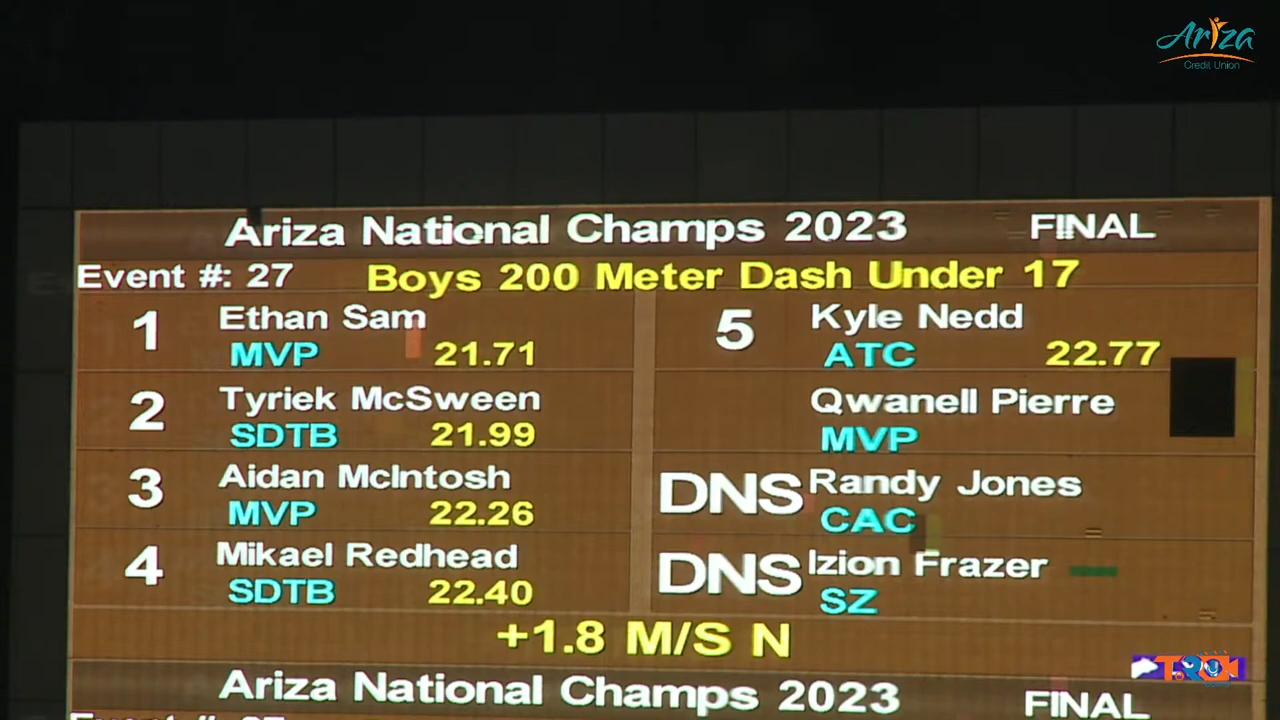 Ariza
Credit Union
Ariza National Champs 2023 FINAL
Event #: 27 Boys 200 Meter Dash Under 17
1 Ethan Sam
MVP 21.71
2 Tyriek McSween
SDTB 21.99
3 Aidan McIntosh
MVP 22.26
4 Mikael Redhead
SDTB 22.40
5 Kyle Nedd
ATC 22.77
Qwanell Pierre
MVP
DNS Randy Jones
CAC
DNS Izion Frazer
SZ
+1.8 M/S N
Ariza National Champs 2023 FINAL
Event #: 27